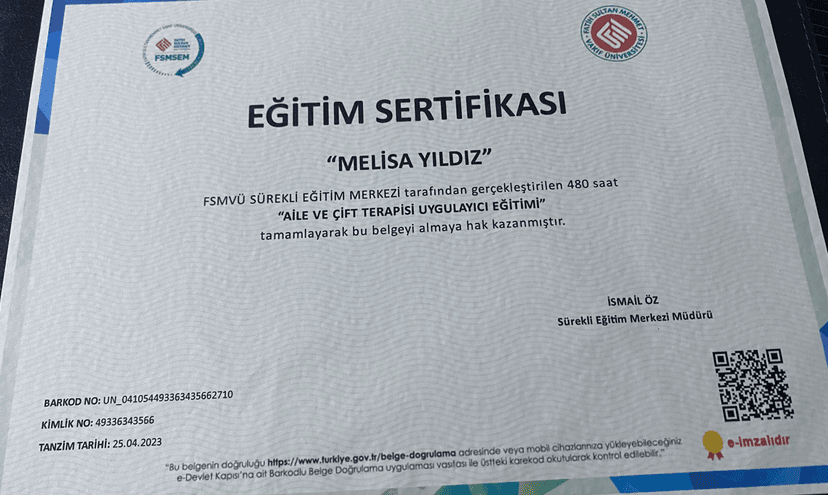 FSMSEM
FATİH SULTAN MEHMET
VAKIF ÜNİVERSİTESİ
EĞİTİM SERTİFİKASI
“MELİSA YILDIZ”
FSMVÜ SÜREKLİ EĞİTİM MERKEZİ tarafından gerçekleştirilen 480 saat
“AİLE VE ÇİFT TERAPİSİ UYGULAYICI EĞİTİMİ”
tamamlayarak bu belgeyi almaya hak kazanmıştır.
İSMAİL ÖZ
Sürekli Eğitim Merkezi Müdürü
BARKOD NO: UN_041054493363435662710
KİMLİK NO: 49336343566
TANZİM TARİHİ: 25.04.2023
e-imzalıdır
"Bu belgenin doğruluğu https://www.turkiye.gov.tr/belge-dogrulama adresinde veya mobil cihazlarınıza yükleyebileceğiniz
e-Devlet Kapısı'na ait Barkodlu Belge Doğrulama uygulaması vasıtası ile üstteki karekod okutularak kontrol edilebilir."